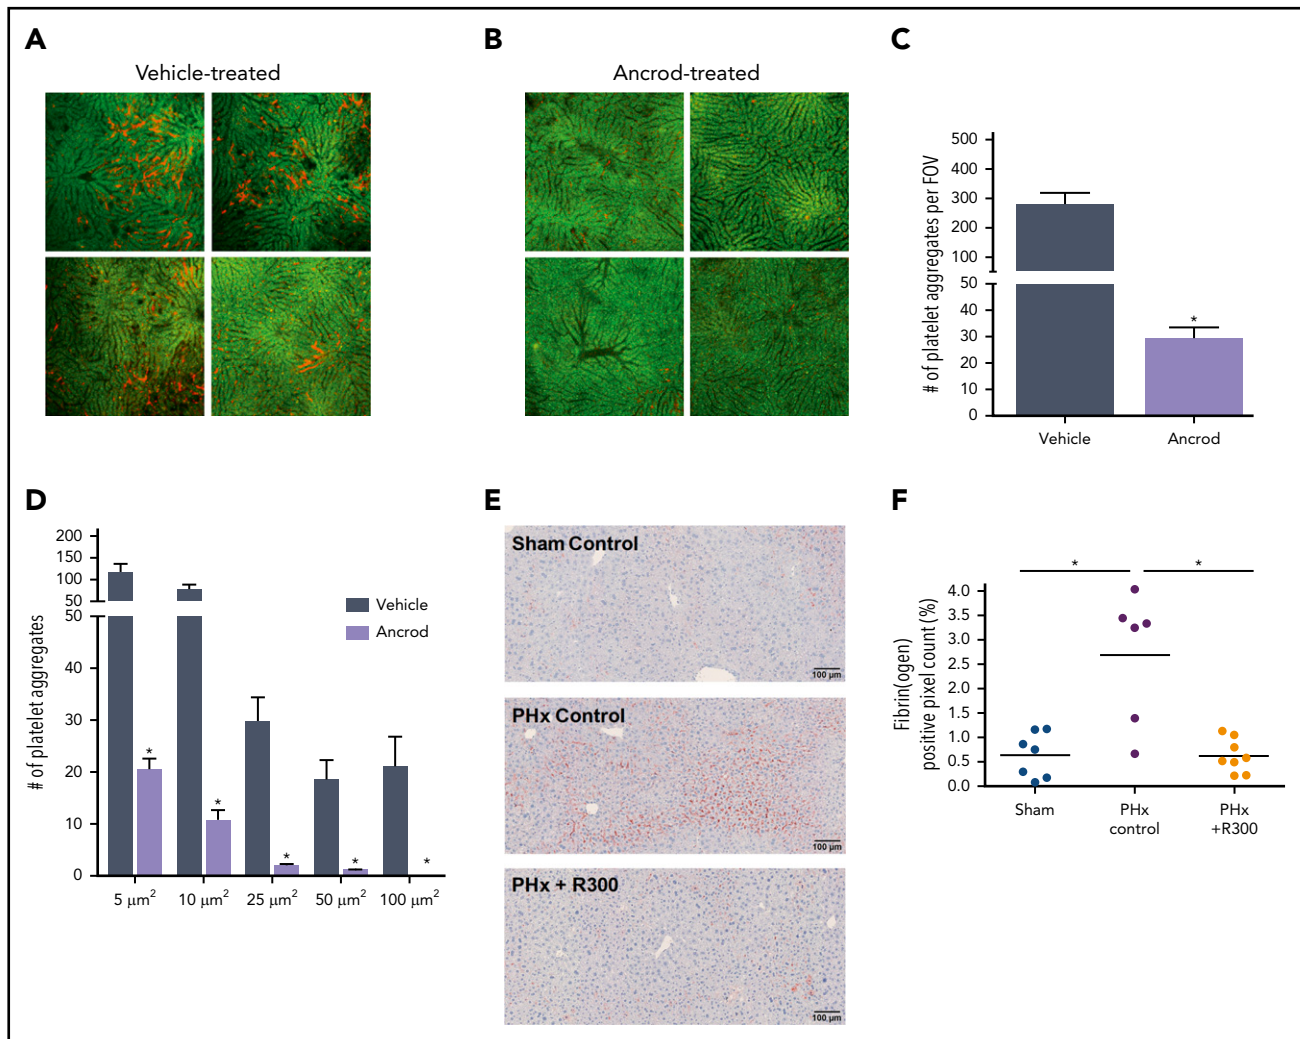 A
Vehicle-treated
B
Ancrod-treated
C
# of platelet aggregates per FOV
500
400
300
200
100
50
40
30
20
10
0
*
Vehicle
Ancrod
D
# of platelet aggregates
200
150
100
50
50
40
30
20
10
0
Vehicle
Ancrod
*
*
*
*
*
5 µm²
10 µm²
25 µm²
50 µm²
100 µm²
E
Sham Control
100 µm
PHx Control
100 µm
PHx + R300
100 µm
F
Fibrin(ogen)
positive pixel count (%)
*
*
4.0
3.5
3.0
2.5
2.0
1.5
1.0
0.5
0.0
Sham
PHx
control
PHx
+R300